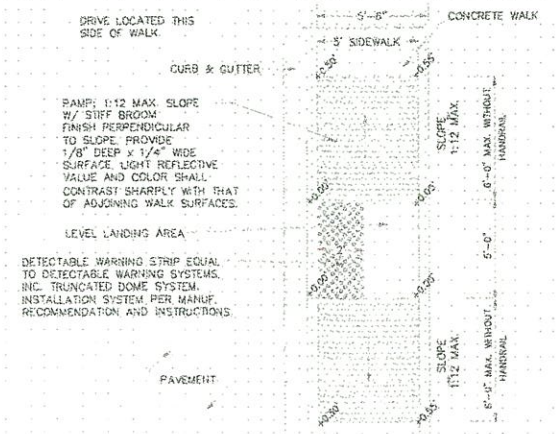 DRIVE LOCATED THIS
SIDE OF WALK.
5'-6"
CONCRETE WALK
5' SIDEWALK
CURB & GUTTER
+0.50'
+0.55'
RAMP; 1:12 MAX. SLOPE
W/ STIFF BROOM
FINISH PERPENDICULAR
TO SLOPE. PROVIDE
1/8" DEEP x 1/4" WIDE
SURFACE, LIGHT REFLECTIVE
VALUE AND COLOR SHALL
CONTRAST SHARPLY WITH THAT
OF ADJOINING WALK SURFACES.
SLOPE
1:12 MAX.
6'-0" MAX. WITHOUT
HANDRAIL
+0.00'
+0.05'
LEVEL LANDING AREA
5'-0"
DETECTABLE WARNING STRIP EQUAL
TO DETECTABLE WARNING SYSTEMS,
INC. TRUNCATED DOME SYSTEM.
INSTALLATION SYSTEM PER MANUF.
RECOMMENDATION AND INSTRUCTIONS.
+0.00'
PAVEMENT
SLOPE
1:12 MAX.
6'-0" MAX. WITHOUT
HANDRAIL
+0.50'
+0.55'